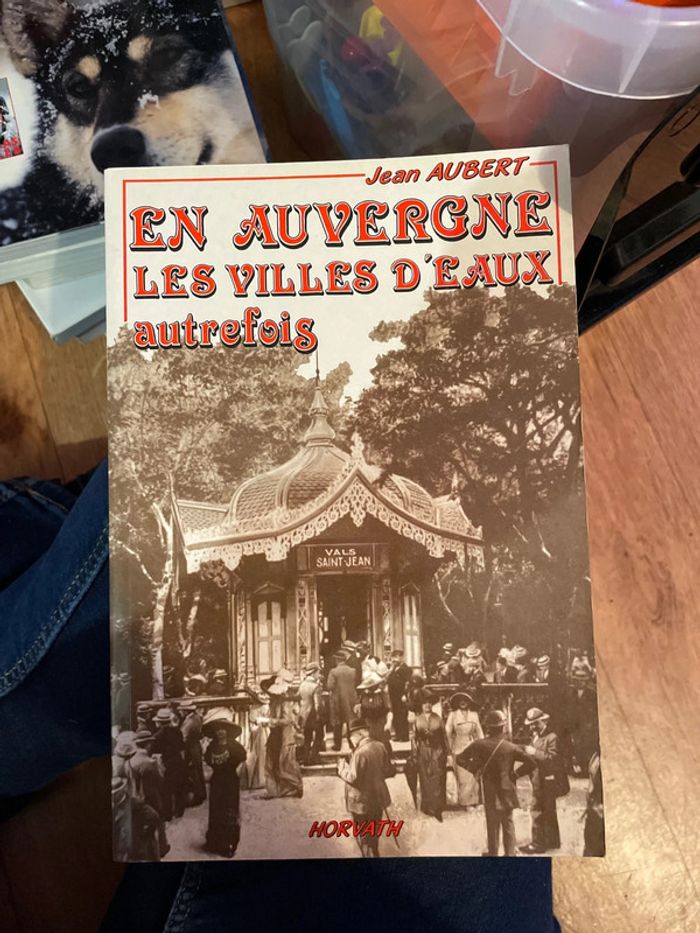 Jean AUBERT
EN AUVERGNE
LES VILLES D'EAUX
autrefois
VALS
SAINT-JEAN
HORVATH